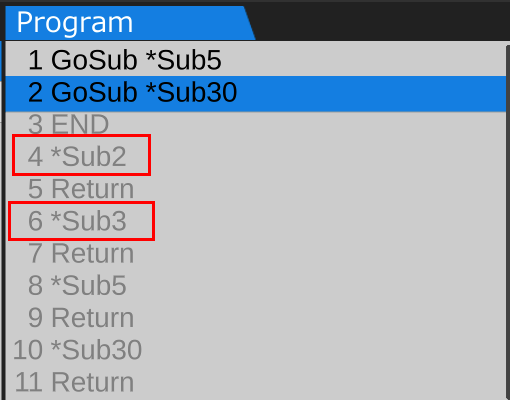 Program
1 GoSub *Sub5
2 GoSub *Sub30
3 END
4 *Sub2
5 Return
6 *Sub3
7 Return
8 *Sub5
9 Return
10 *Sub30
11 Return